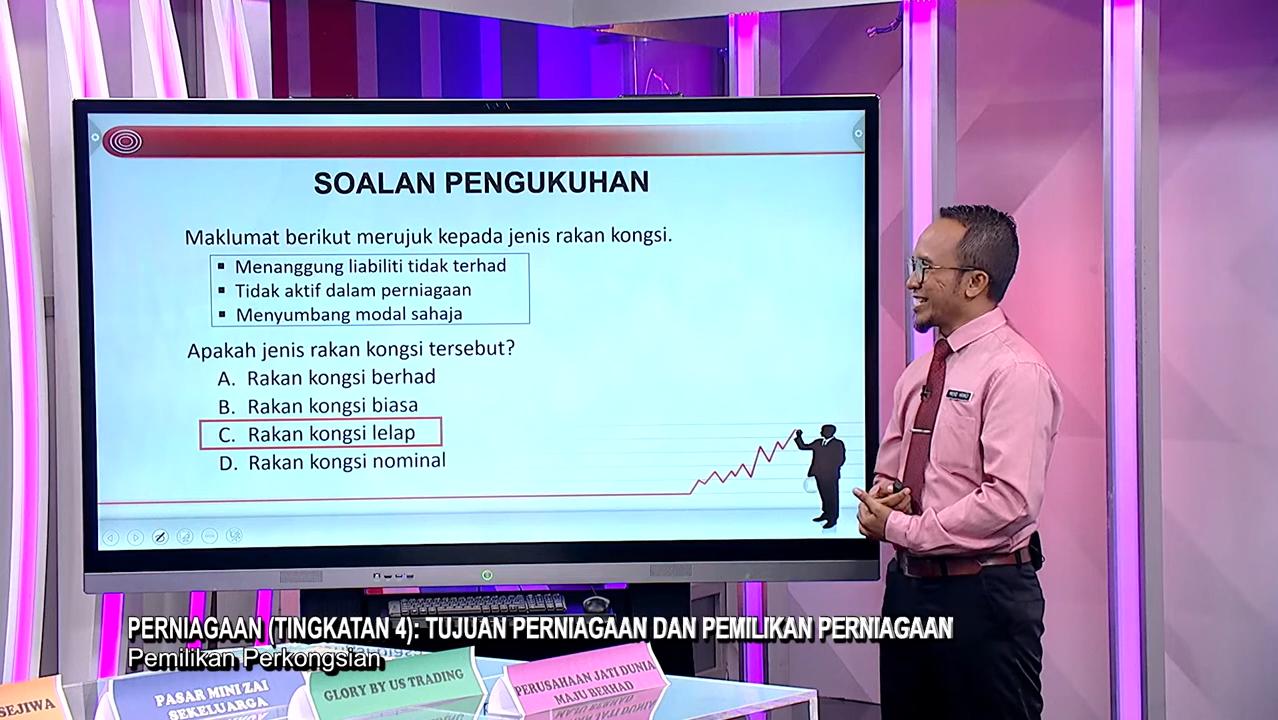 SOALAN PENGUKUHAN
Maklumat berikut merujuk kepada jenis rakan kongsi.
▪ Menanggung liabiliti tidak terhad
▪ Tidak aktif dalam perniagaan
▪ Menyumbang modal sahaja
Apakah jenis rakan kongsi tersebut?
A. Rakan kongsi berhad
B. Rakan kongsi biasa
C. Rakan kongsi lelap
D. Rakan kongsi nominal
PERNIAGAAN (TINGKATAN 4): TUJUAN PERNIAGAAN DAN PEMILIKAN PERNIAGAAN
Pemilikan Perkongsian
SEJIWA
PASAR MINI ZAI
SEKELUARGA
GLORY BY US TRADING
PERUSAHAAN JATI DUNIA
MAJU BERHAD